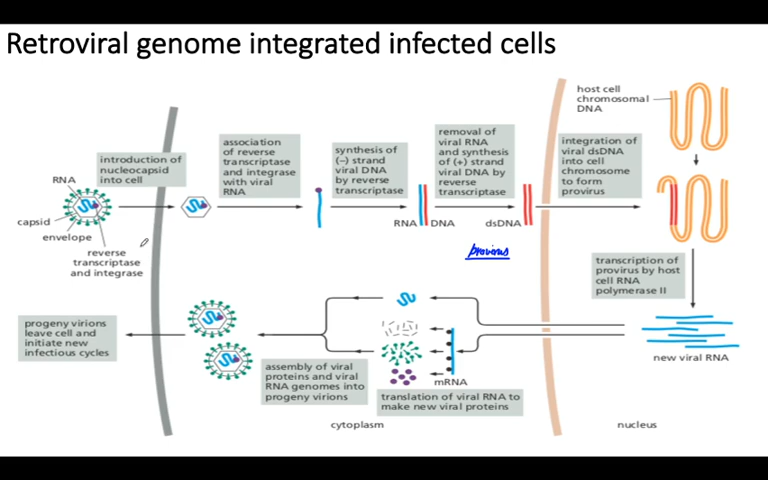 Retroviral genome integrated infected cells
host cell
chromosomal
DNA
introduction of
nucleocapsid
into cell
association
of reverse
transcriptase
and integrase
with viral
RNA
synthesis of
(–) strand
viral DNA
by reverse
transcriptase
removal of
viral RNA
and synthesis
of (+) strand
viral DNA by
reverse
transcriptase
integration of
viral dsDNA
into cell
chromosome
to form
provirus
RNA
capsid
envelope
reverse
transcriptase
and integrase
RNA
DNA
dsDNA
provirus
transcription of
provirus by host
cell RNA
polymerase II
new viral RNA
progeny virions
leave cell and
initiate new
infectious cycles
assembly of viral
proteins and viral
RNA genomes into
progeny virions
mRNA
translation of viral RNA to
make new viral proteins
cytoplasm
nucleus